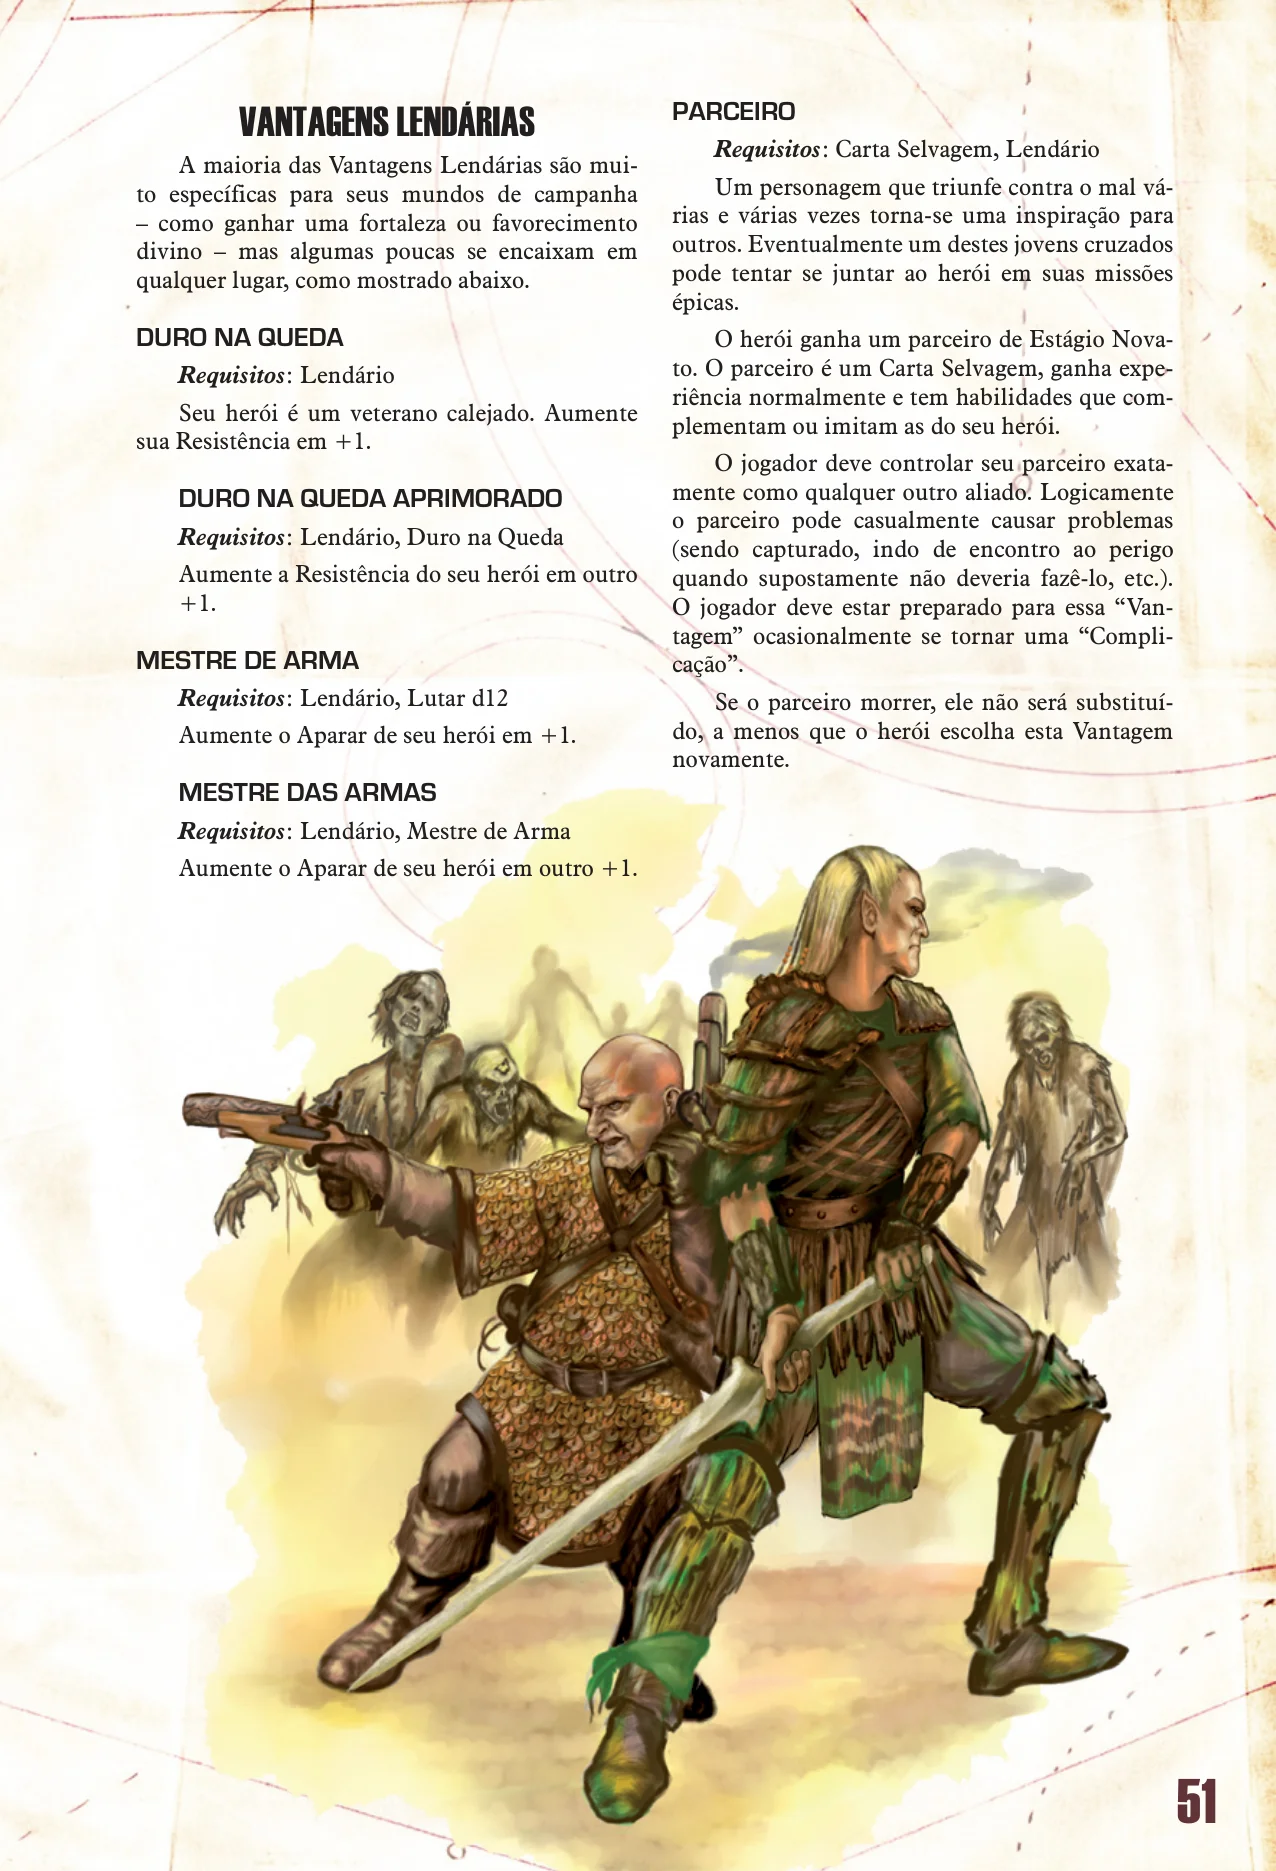 VANTAGENS LENDÁRIAS
A maioria das Vantagens Lendárias são mui-
to específicas para seus mundos de campanha
– como ganhar uma fortaleza ou favorecimento
divino – mas algumas poucas se encaixam em
qualquer lugar, como mostrado abaixo.
DURO NA QUEDA
Requisitos: Lendário
Seu herói é um veterano calejado. Aumente
sua Resistência em +1.
DURO NA QUEDA APRIMORADO
Requisitos: Lendário, Duro na Queda
Aumente a Resistência do seu herói em outro
+1.
MESTRE DE ARMA
Requisitos: Lendário, Lutar d12
Aumente o Aparar de seu herói em +1.
MESTRE DAS ARMAS
Requisitos: Lendário, Mestre de Arma
Aumente o Aparar de seu herói em outro +1.
PARCEIRO
Requisitos: Carta Selvagem, Lendário
Um personagem que triunfe contra o mal vá-
rias e várias vezes torna-se uma inspiração para
outros. Eventualmente um destes jovens cruzados
pode tentar se juntar ao herói em suas missões
épicas.
O herói ganha um parceiro de Estágio Nova-
to. O parceiro é um Carta Selvagem, ganha expe-
riência normalmente e tem habilidades que com-
plementam ou imitam as do seu herói.
O jogador deve controlar seu parceiro exata-
mente como qualquer outro aliado. Logicamente
o parceiro pode casualmente causar problemas
(sendo capturado, indo de encontro ao perigo
quando supostamente não deveria fazê-lo, etc.).
O jogador deve estar preparado para essa “Van-
tagem” ocasionalmente se tornar uma “Compli-
cação”.
Se o parceiro morrer, ele não será substituí-
do, a menos que o herói escolha esta Vantagem
novamente.
51